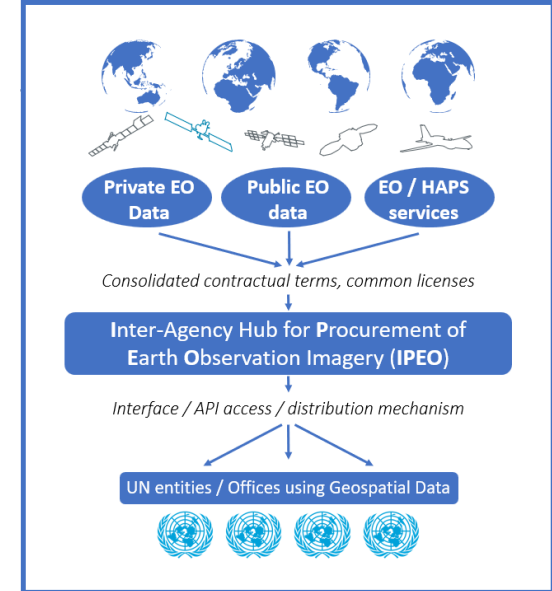 Private EO
Data
Public EO
data
EO / HAPS
services
Consolidated contractual terms, common licenses
Inter-Agency Hub for Procurement of
Earth Observation Imagery (IPEO)
Interface / API access / distribution mechanism
UN entities / Offices using Geospatial Data